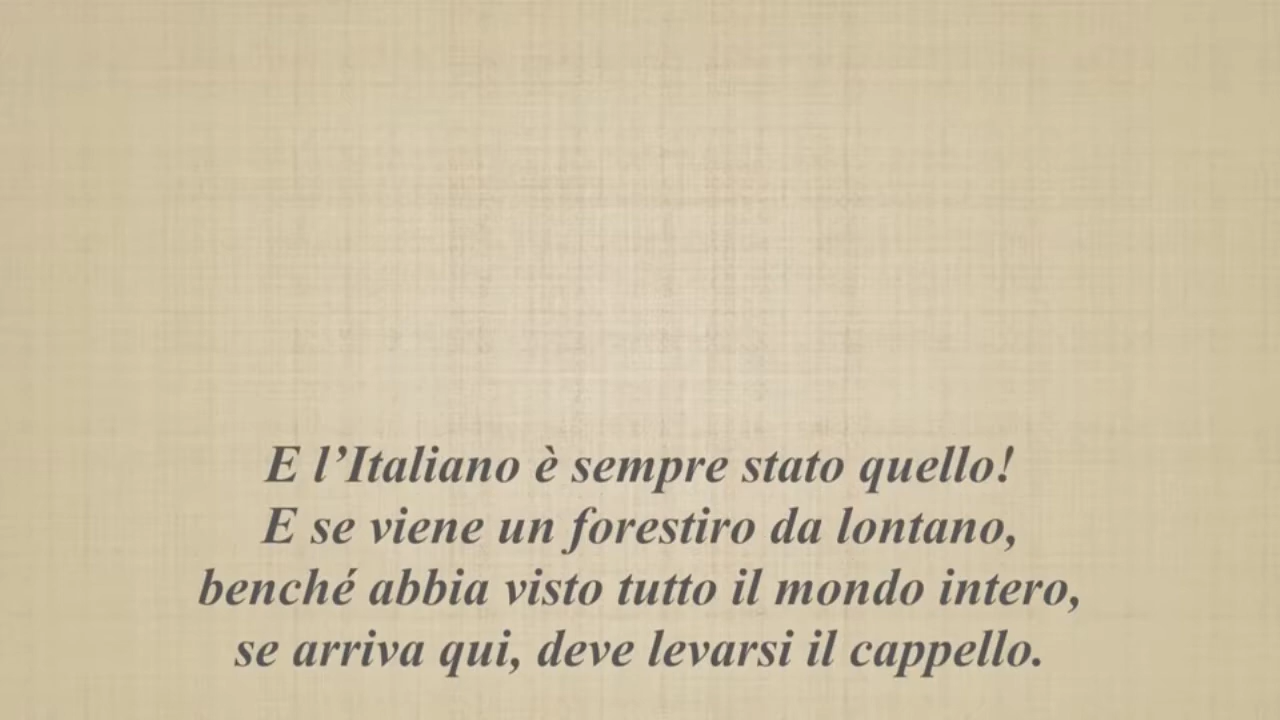 E l’Italiano è sempre stato quello!
E se viene un forestiro da lontano,
benché abbia visto tutto il mondo intero,
se arriva qui, deve levarsi il cappello.